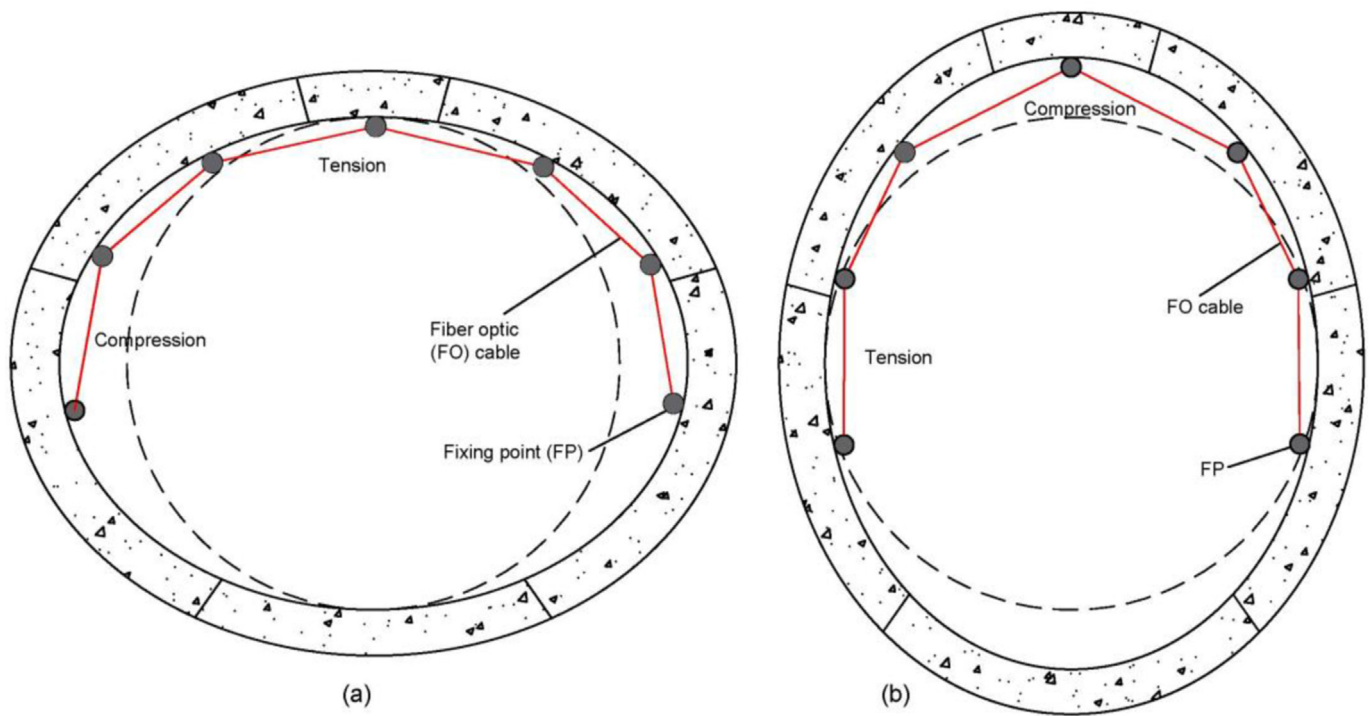 Tension
Compression
Fiber optic
(FO) cable
Fixing point (FP)
(a)
Compression
FO cable
Tension
FP
(b)